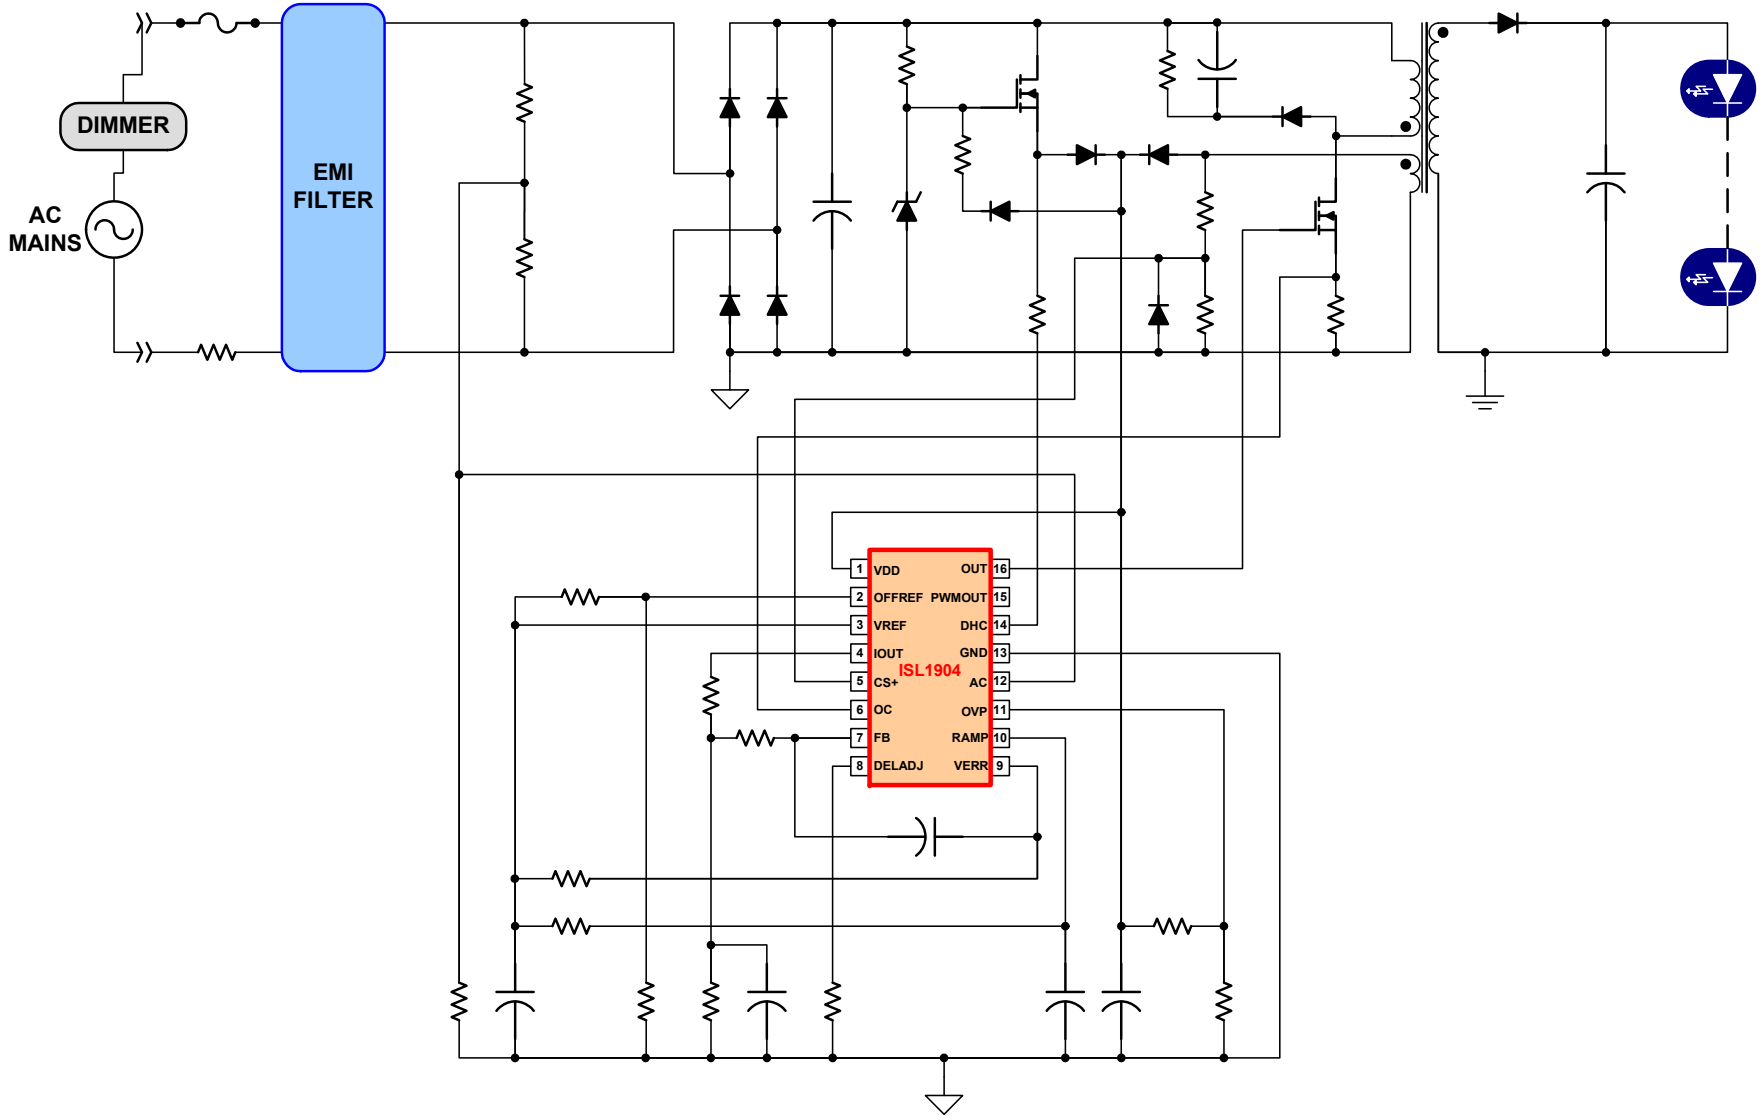 DIMMER
EMI
FILTER
AC
MAINS
1 VDD
OUT 16
2 OFFREF
PWMOUT 15
3 VREF
DHC 14
4 IOUT
GND 13
ISL1904
5 CS+
AC 12
6 OC
OVP 11
7 FB
RAMP 10
8 DELADJ
VERR 9